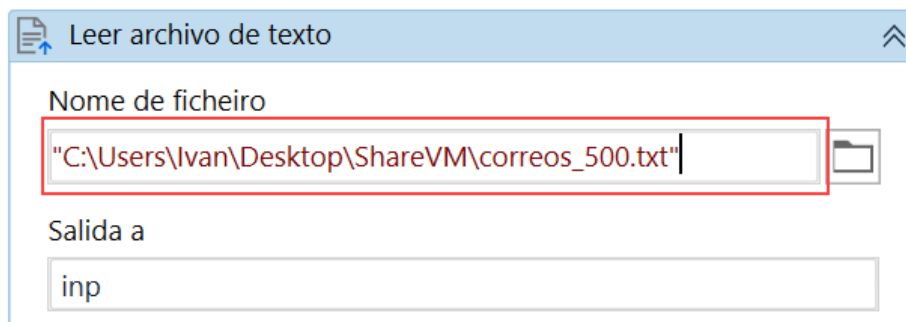 Leer archivo de texto
Nome de ficheiro
"C:\Users\Ivan\Desktop\ShareVM\correos_500.txt"
Salida a
inp